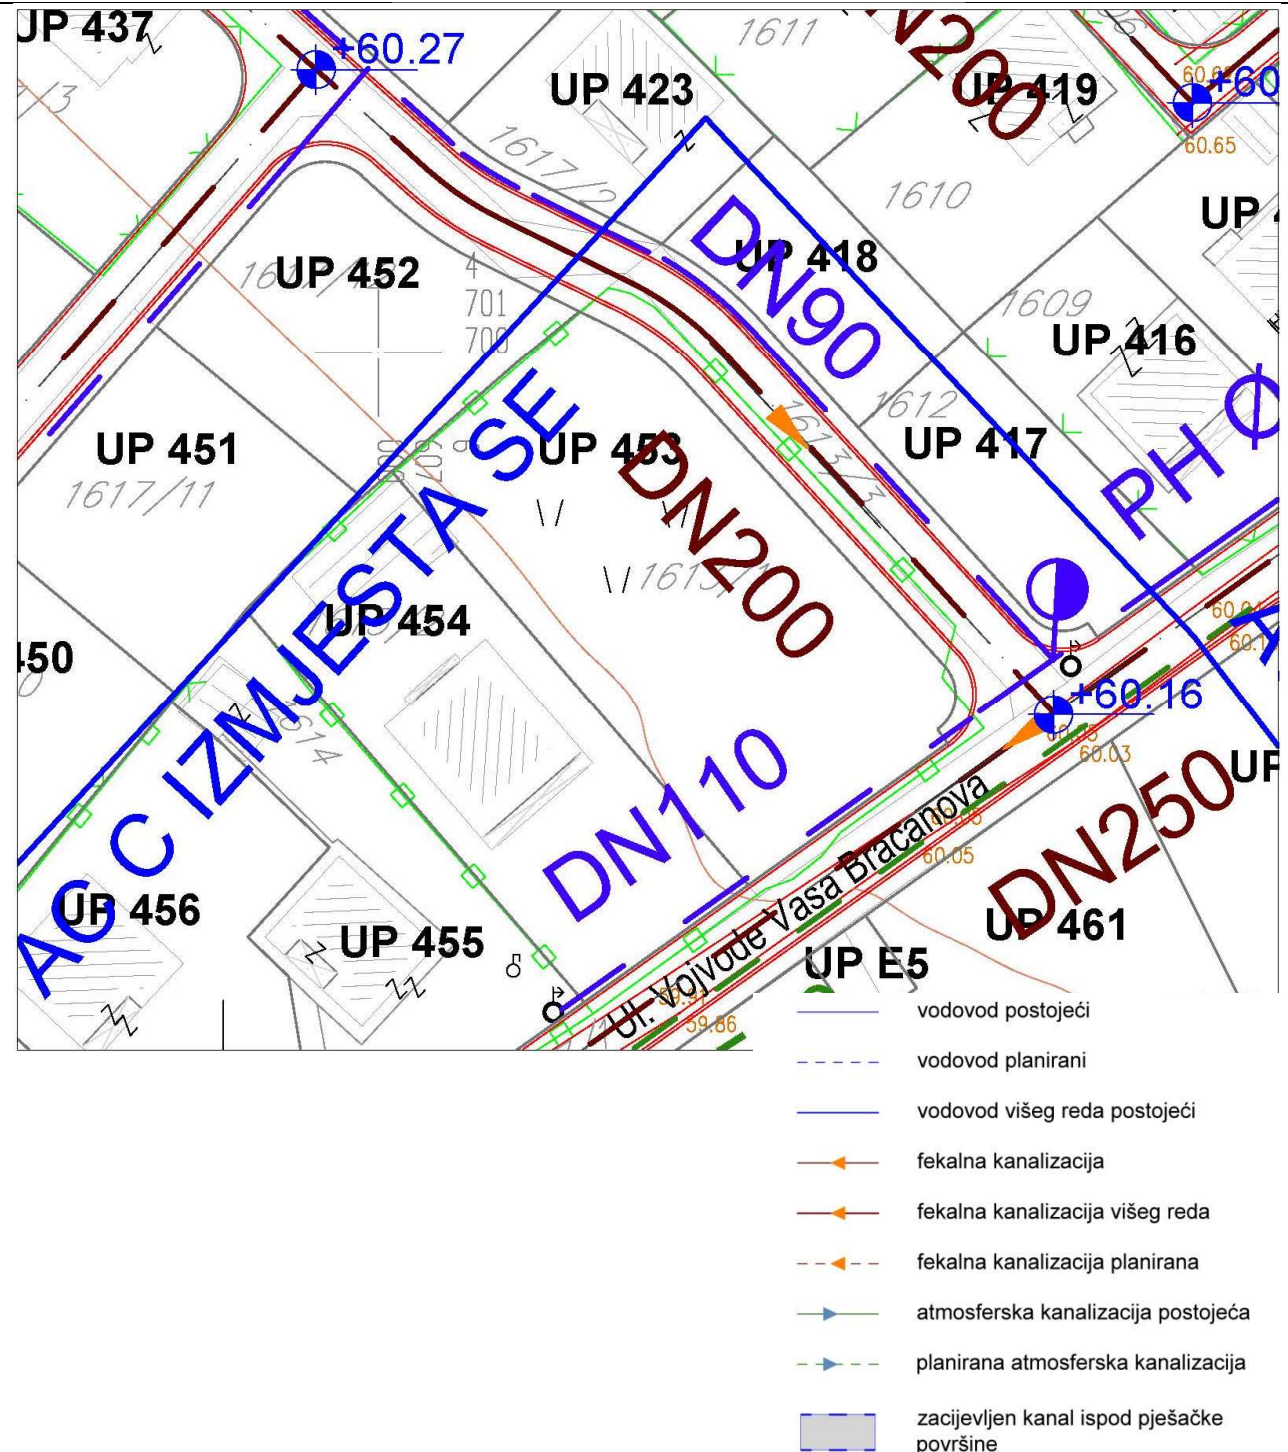 UP 437
+60.27
1611
UP 423
DN200
UP 419
60.65
+60
1617/2
1610
UP 452
4
701
700
DN90
UP 418
1609
UP 416
UP 451
1617/11
UP 453
DN200
1613/3
1612
UP 417
PH Ø
UP 454
450
1614
AC C IZMJESTA SE
+60.16
60.03
DN110
DN250
UP 456
UP 455
Ul. Vojvode Vasa Bracanova
60.05
UP 461
UP E5
59.86
vodovod postojeći
vodovod planirani
vodovod višeg reda postojeći
fekalna kanalizacija
fekalna kanalizacija višeg reda
fekalna kanalizacija planirana
atmosferska kanalizacija postojeća
planirana atmosferska kanalizacija
zacijevljen kanal ispod pješačke
površine